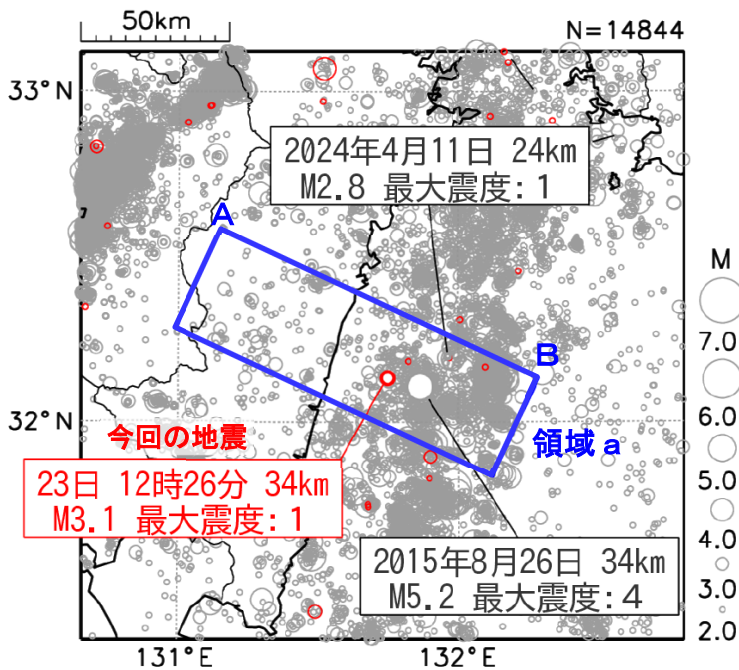 50km
N=14844
33°N
2024年4月11日 24km
M2.8 最大震度:1
A
B
M
7.0
6.0
5.0
4.0
3.0
2.0
32°N
今回の地震
領域a
23日 12時26分 34km
M3.1 最大震度:1
2015年8月26日 34km
M5.2 最大震度:4
131°E
132°E